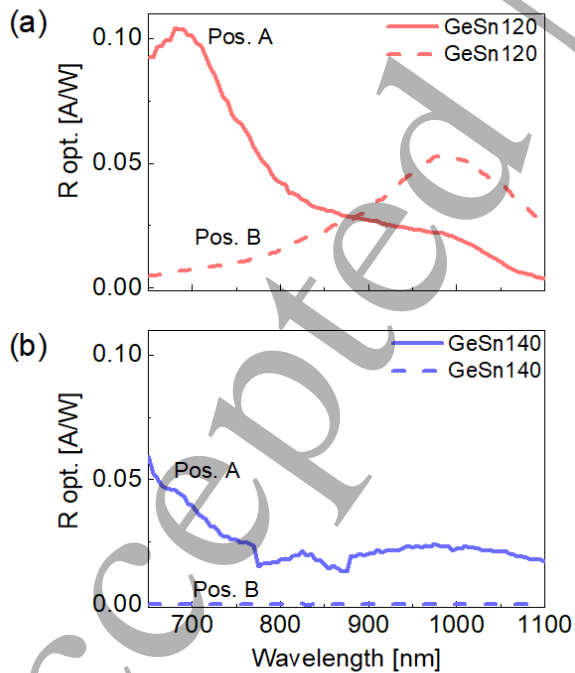 (a)
0.10
0.05
0.00
R opt. [A/W]
Pos. A
Pos. B
GeSn120
GeSn120
(b)
0.10
0.05
0.00
R opt. [A/W]
Pos. A
Pos. B
GeSn140
GeSn140
700 800 900 1000 1100
Wavelength [nm]